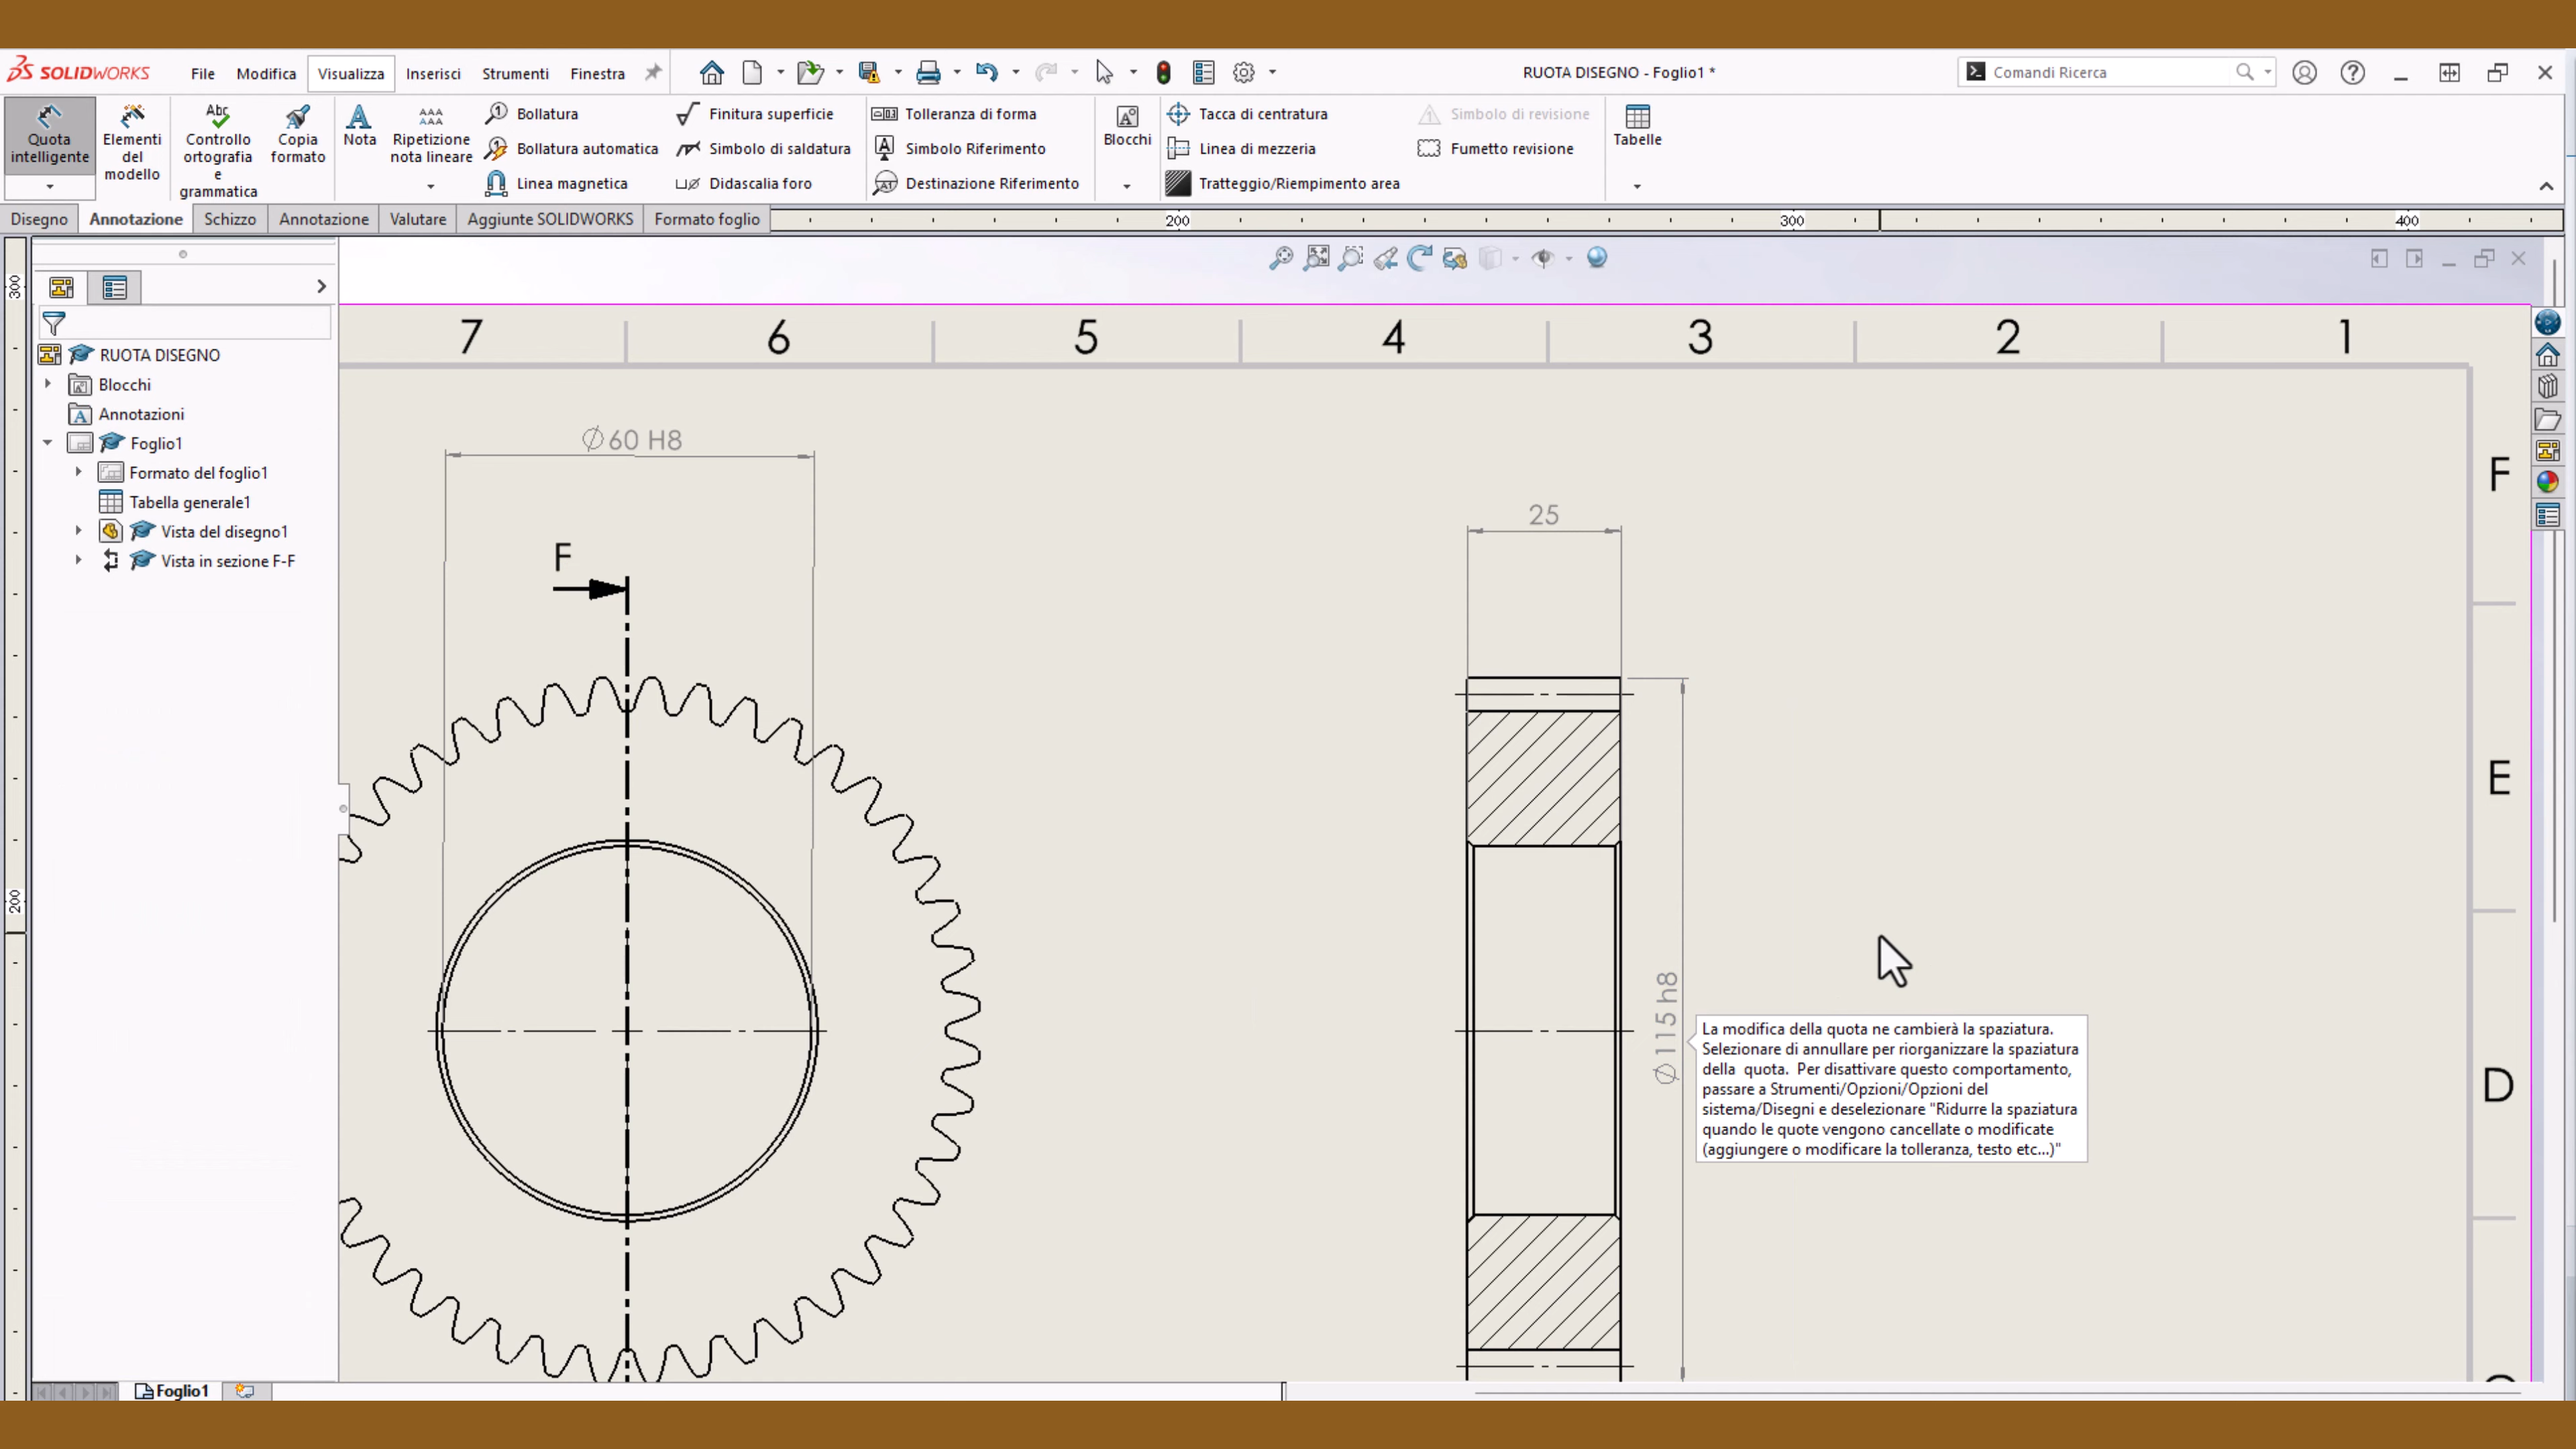 SOLIDWORKS
File Modifica Visualizza Inserisci Strumenti Finestra
RUOTA DISEGNO - Foglio1 *
Comandi Ricerca
Quota
intelligente
Elementi
del
modello
Controllo
ortografia
e
grammatica
Copia
formato
Nota
Ripetizione
nota lineare
Bollatura
Bollatura automatica
Linea magnetica
Finitura superficie
Simbolo di saldatura
Didascalia foro
Tolleranza di forma
Simbolo Riferimento
Destinazione Riferimento
Blocchi
Tacca di centratura
Linea di mezzeria
Tratteggio/Riempimento area
Simbolo di revisione
Fumetto revisione
Tabelle
Disegno Annotazione Schizzo Annotazione Valutare Aggiunte SOLIDWORKS Formato foglio
200 300 400
300
200
RUOTA DISEGNO
Blocchi
Annotazioni
Foglio1
Formato del foglio1
Tabella generale1
Vista del disegno1
Vista in sezione F-F
7 6 5 4 3 2 1
F
E
D
∅60 H8
F
25
∅115 h8
La modifica della quota ne cambierà la spaziatura.
Selezionare di annullare per riorganizzare la spaziatura
della quota. Per disattivare questo comportamento,
passare a Strumenti/Opzioni/Opzioni del
sistema/Disegni e deselezionare "Ridurre la spaziatura
quando le quote vengono cancellate o modificate
(aggiungere o modificare la tolleranza, testo etc...)"
Foglio1